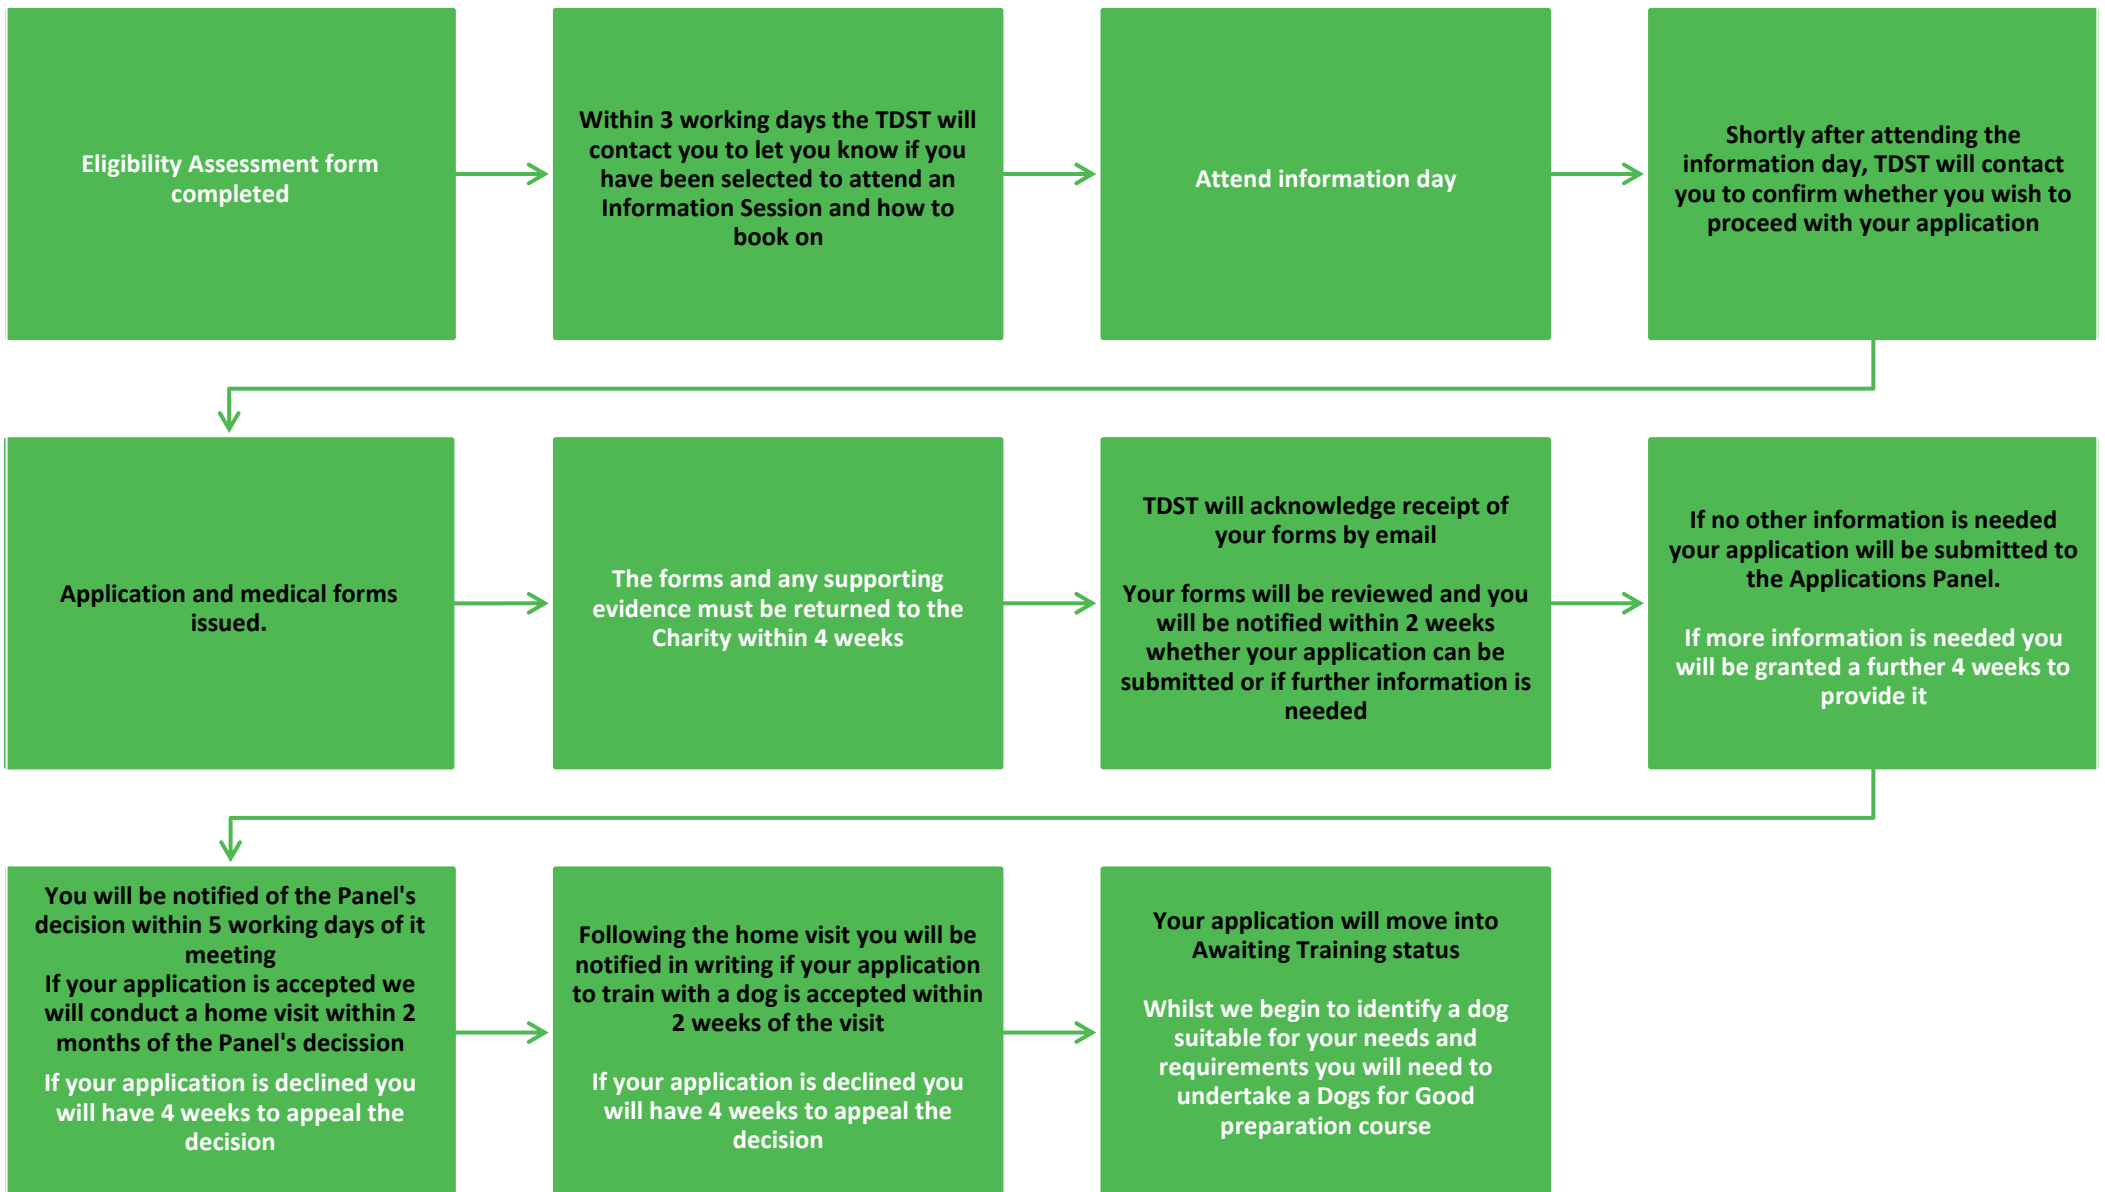 Eligibility Assessment form
completed
Within 3 working days the TDST will
contact you to let you know if you
have been selected to attend an
Information Session and how to
book on
Attend information day
Shortly after attending the
information day, TDST will contact
you to confirm whether you wish to
proceed with your application
Application and medical forms
issued.
The forms and any supporting
evidence must be returned to the
Charity within 4 weeks
TDST will acknowledge receipt of
your forms by email
Your forms will be reviewed and you
will be notified within 2 weeks
whether your application can be
submitted or if further information is
needed
If no other information is needed
your application will be submitted to
the Applications Panel.
If more information is needed you
will be granted a further 4 weeks to
provide it
You will be notified of the Panel's
decision within 5 working days of it
meeting
If your application is accepted we
will conduct a home visit within 2
months of the Panel's decission
If your application is declined you
will have 4 weeks to appeal the
decision
Following the home visit you will be
notified in writing if your application
to train with a dog is accepted within
2 weeks of the visit
If your application is declined you
will have 4 weeks to appeal the
decision
Your application will move into
Awaiting Training status
Whilst we begin to identify a dog
suitable for your needs and
requirements you will need to
undertake a Dogs for Good
preparation course